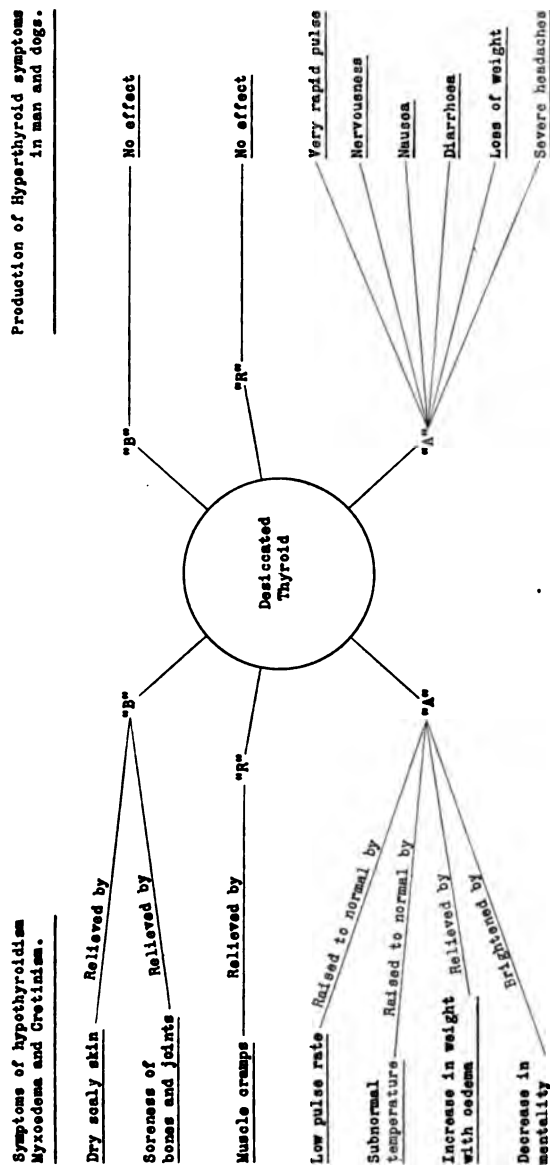 Symptoms of hypothyroidism
Myxoedema and Cretinism.
Production of Hyperthyroid symptoms
in man and dogs.
Dry scaly skin
Relieved by
"B"
"B"
No effect
Soreness of
bones and joints
Relieved by
Desiccated
Thyroid
Muscle cramps
Relieved by
"R"
"R"
No effect
Low pulse rate
Raised to normal by
Subnormal
temperature
Raised to normal by
Increase in weight
with oedema
Relieved by
Decrease in
mentality
Brightened by
"A"
"A"
Very rapid pulse
Nervousness
Nausea
Diarrhoea
Loss of weight
Severe headaches